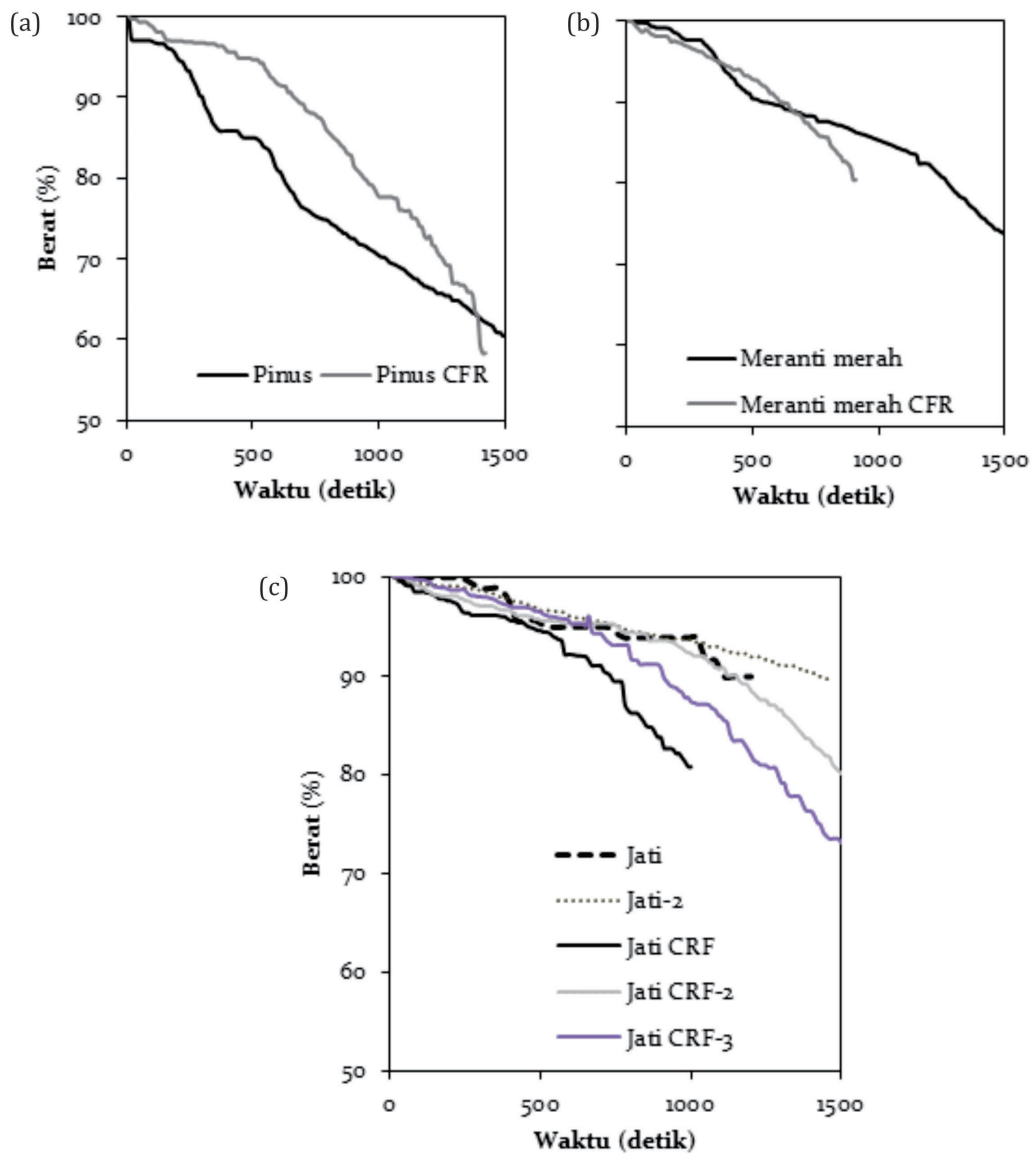 (a)
100
90
80
70
60
50
Berat (%)
0 500 1000 1500
Waktu (detik)
Pinus Pinus CFR
(b)
0 500 1000 1500
Waktu (detik)
Meranti merah
Meranti merah CFR
(c)
100
90
80
70
60
50
Berat (%)
0 500 1000 1500
Waktu (detik)
Jati
Jati-2
Jati CRF
Jati CRF-2
Jati CRF-3